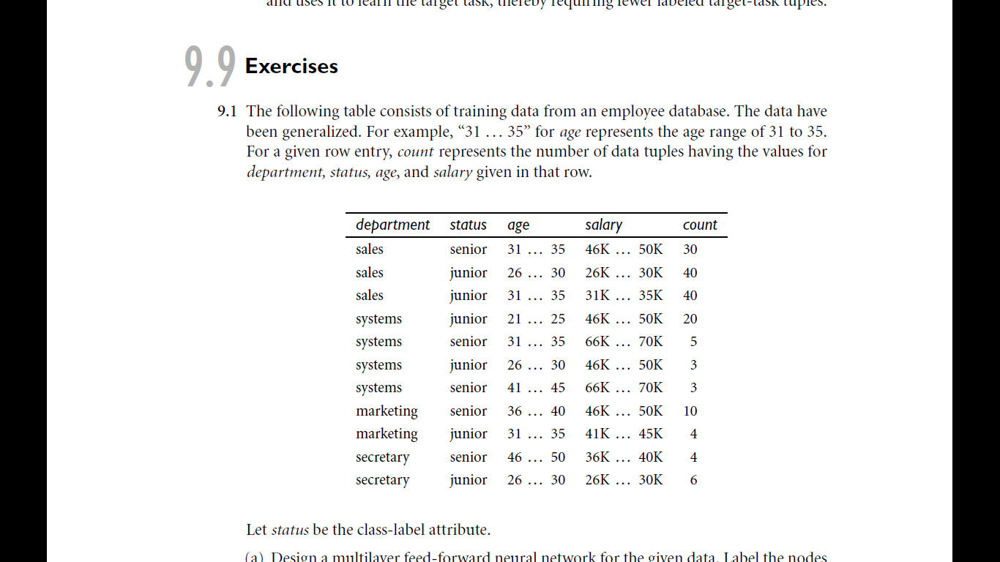 and uses it to learn the target task, thereby requiring fewer labeled target-task tuples.
9.9 Exercises
9.1 The following table consists of training data from an employee database. The data have
been generalized. For example, “31 … 35” for age represents the age range of 31 to 35.
For a given row entry, count represents the number of data tuples having the values for
department, status, age, and salary given in that row.
department status age salary count
sales senior 31 … 35 46K … 50K 30
sales junior 26 … 30 26K … 30K 40
sales junior 31 … 35 31K … 35K 40
systems junior 21 … 25 46K … 50K 20
systems senior 31 … 35 66K … 70K 5
systems junior 26 … 30 46K … 50K 3
systems senior 41 … 45 66K … 70K 3
marketing senior 36 … 40 46K … 50K 10
marketing junior 31 … 35 41K … 45K 4
secretary senior 46 … 50 36K … 40K 4
secretary junior 26 … 30 26K … 30K 6
Let status be the class-label attribute.
(a) Design a multilayer feed-forward neural network for the given data. Label the nodes